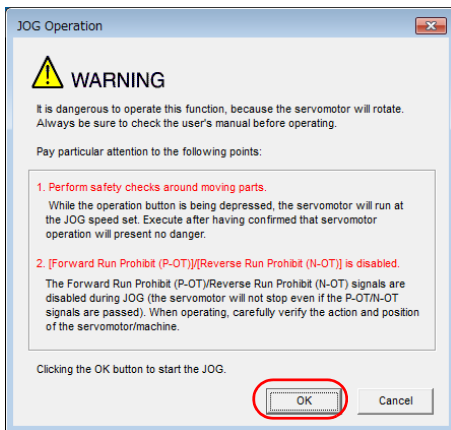 JOG Operation
WARNING
It is dangerous to operate this function, because the servomotor will rotate.
Always be sure to check the user's manual before operating.
Pay particular attention to the following points:
1. Perform safety checks around moving parts.
While the operation button is being depressed, the servomotor will run at
the JOG speed set. Execute after having confirmed that servomotor
operation will present no danger.
2. [Forward Run Prohibit (P-OT)]/[Reverse Run Prohibit (N-OT)] is disabled.
The Forward Run Prohibit (P-OT)/Reverse Run Prohibit (N-OT) signals are
disabled during JOG (the servomotor will not stop even if the P-OT/N-OT
signals are passed). When operating, carefully verify the action and position
of the servomotor/machine.
Clicking the OK button to start the JOG.
OK
Cancel